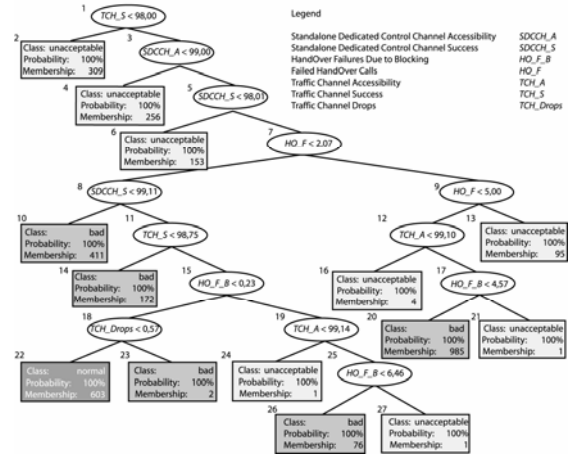 1
TCH_S < 98,00
Legend
Standalone Dedicated Control Channel Accessibility SDCCH_A
Standalone Dedicated Control Channel Success SDCCH_S
HandOver Failures Due to Blocking HO_F_B
Failed HandOver Calls HO_F
Traffic Channel Accessibility TCH_A
Traffic Channel Success TCH_S
Traffic Channel Drops TCH_Drops
2
Class: unacceptable
Probability: 100%
Membership: 309
3
SDCCH_A < 99,00
4
Class: unacceptable
Probability: 100%
Membership: 256
5
SDCCH_S < 98,01
6
Class: unacceptable
Probability: 100%
Membership: 153
7
HO_F < 2,07
8
SDCCH_S < 99,11
9
HO_F < 5,00
10
Class: bad
Probability: 100%
Membership: 411
11
TCH_S < 98,75
12
TCH_A < 99,10
13
Class: unacceptable
Probability: 100%
Membership: 95
14
Class: bad
Probability: 100%
Membership: 172
15
HO_F_B < 0,23
16
Class: unacceptable
Probability: 100%
Membership: 4
17
HO_F_B < 4,57
18
TCH_Drops < 0,57
19
TCH_A < 99,14
20
Class: bad
Probability: 100%
Membership: 985
21
Class: unacceptable
Probability: 100%
Membership: 1
22
Class: normal
Probability: 100%
Membership: 603
23
Class: bad
Probability: 100%
Membership: 2
24
Class: unacceptable
Probability: 100%
Membership: 1
25
HO_F_B < 6,46
26
Class: bad
Probability: 100%
Membership: 76
27
Class: unacceptable
Probability: 100%
Membership: 1